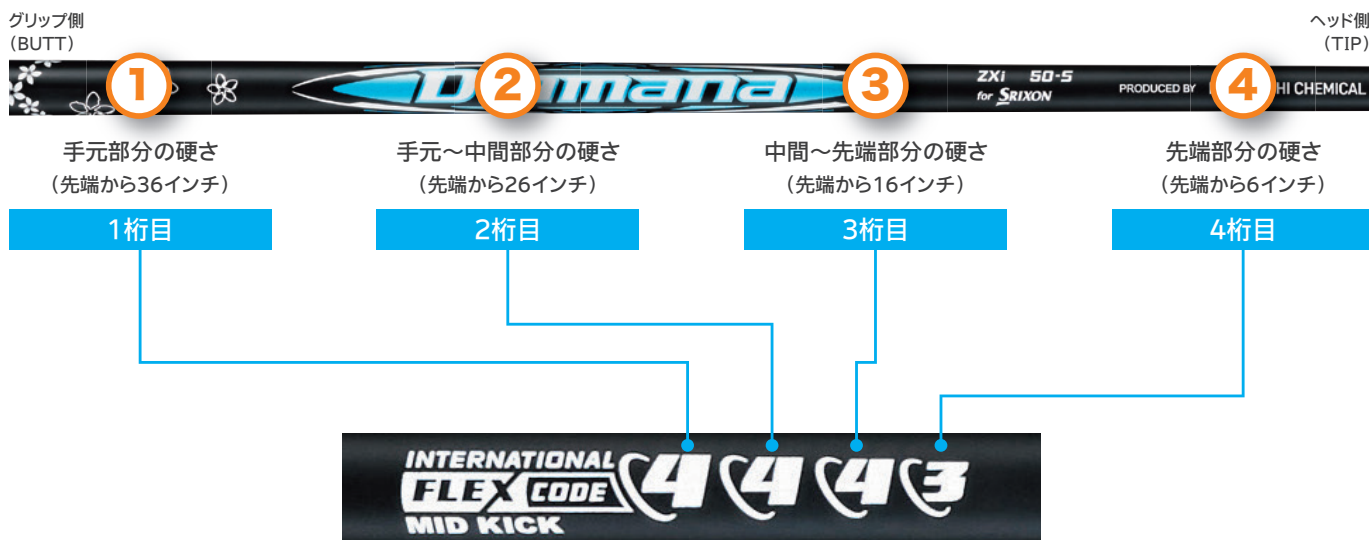 グリップ側
(BUTT)
ヘッド側
(TIP)
1
2
3
4
Diamana
ZXi 50-S
for SRIXON
PRODUCED BY
CHEMICAL
手元部分の硬さ
(先端から36インチ)
手元～中間部分の硬さ
(先端から26インチ)
中間～先端部分の硬さ
(先端から16インチ)
先端部分の硬さ
(先端から6インチ)
1桁目
2桁目
3桁目
4桁目
INTERNATIONAL
FLEX CODE
MID KICK
4 4 4 3